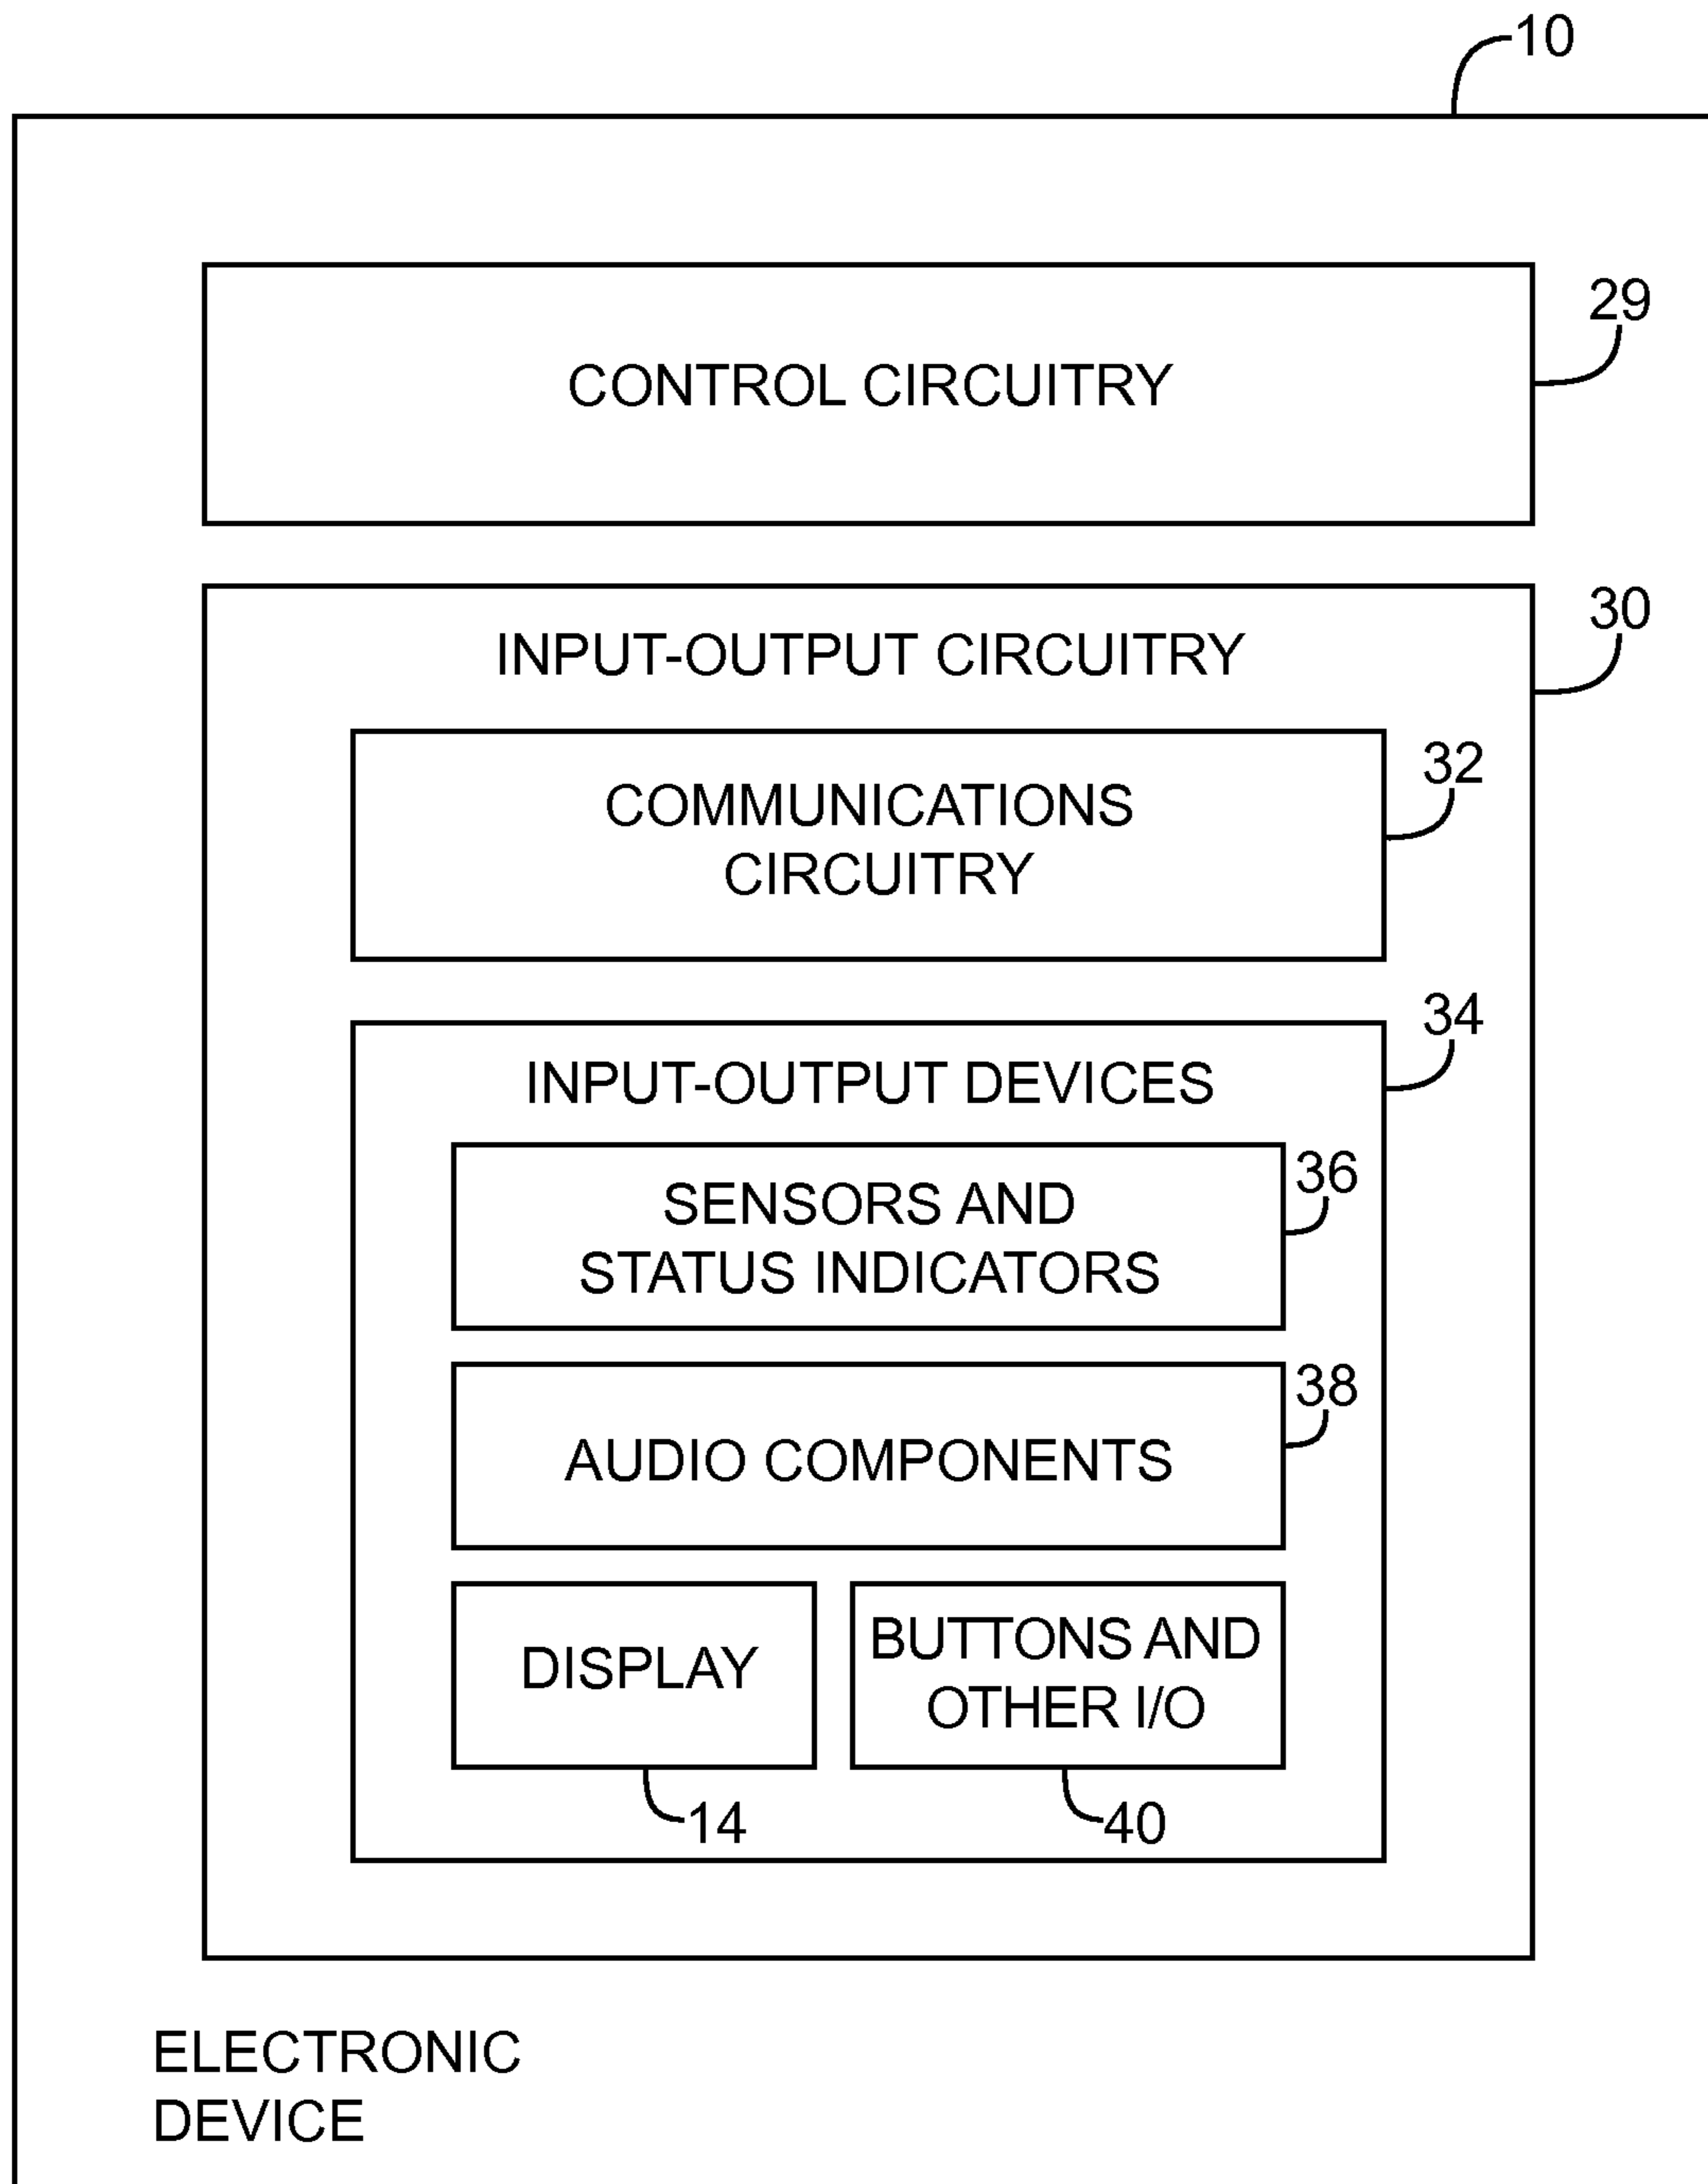 10
CONTROL CIRCUITRY
29
INPUT-OUTPUT CIRCUITRY
30
COMMUNICATIONS
CIRCUITRY
32
INPUT-OUTPUT DEVICES
34
SENSORS AND
STATUS INDICATORS
36
AUDIO COMPONENTS
38
DISPLAY
14
BUTTONS AND
OTHER I/O
40
ELECTRONIC
DEVICE